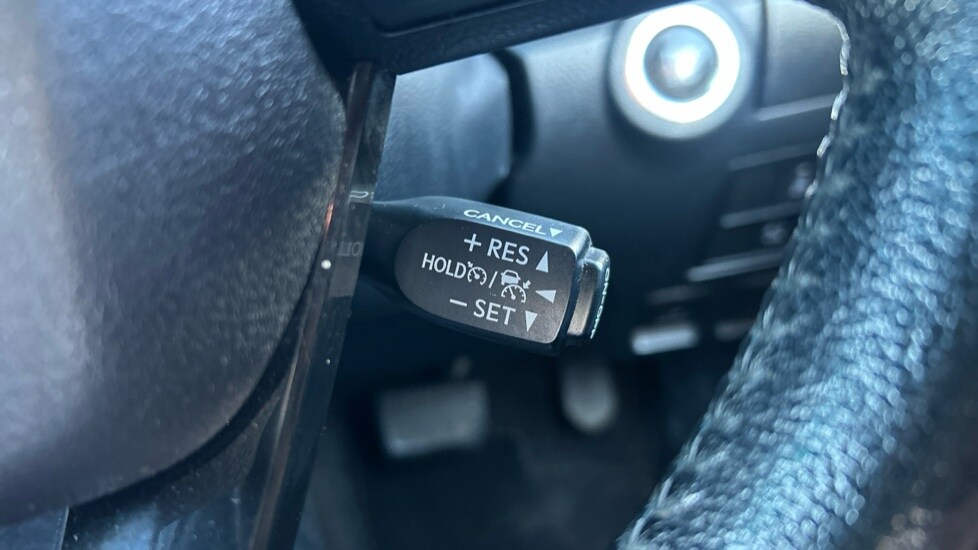 CANCEL▼
+ RES ▲
HOLD / ◀
− SET ▼